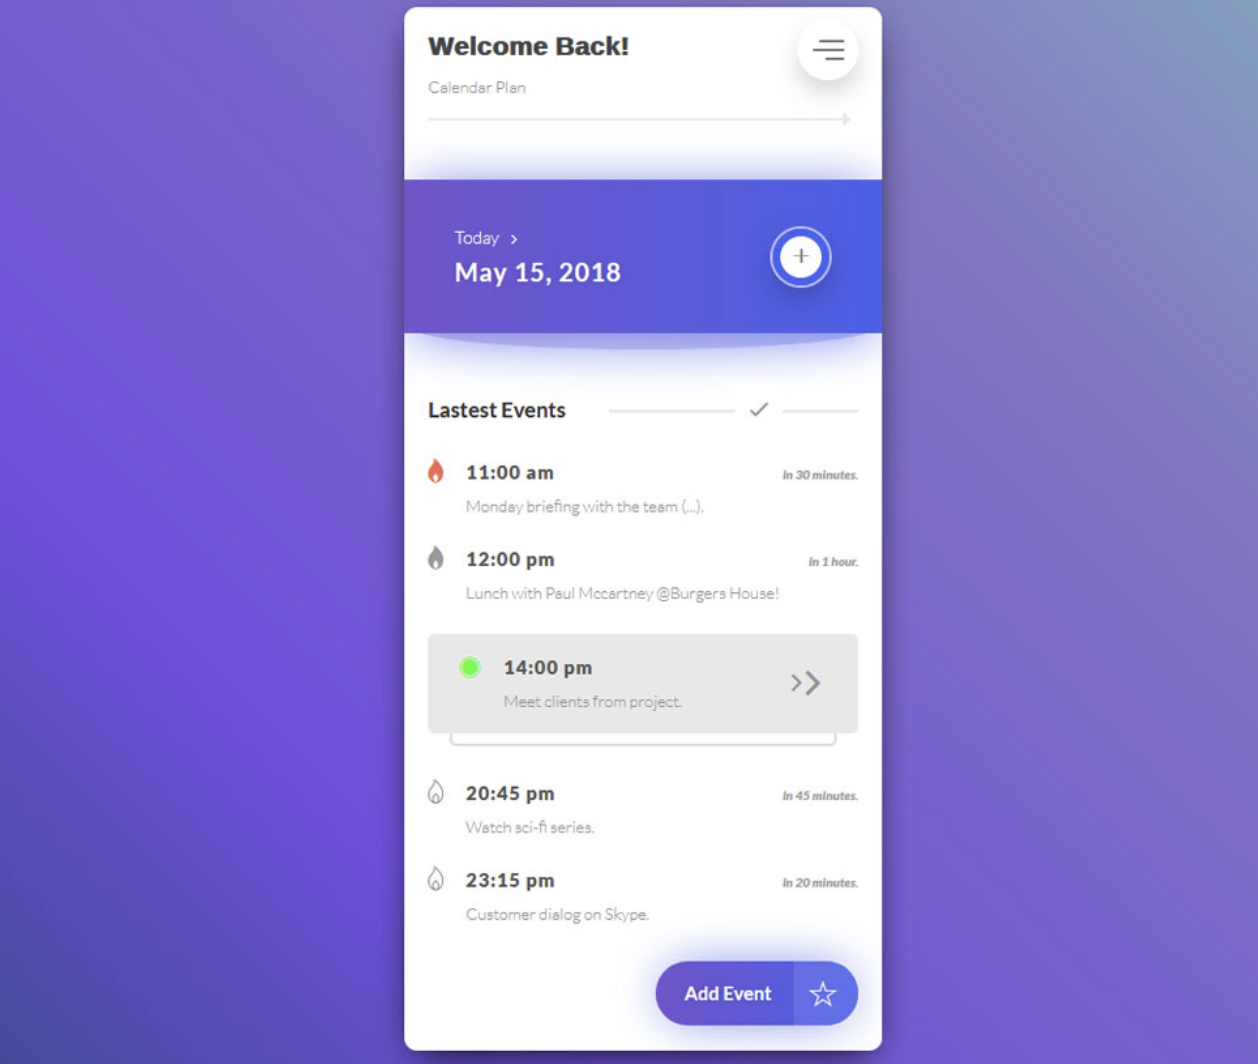 Welcome Back!
Calendar Plan
Today
May 15, 2018
Lastest Events
11:00 am
In 30 minutes.
Monday briefing with the team (...).
12:00 pm
In 1 hour.
Lunch with Paul Mccartney @Burgers House!
14:00 pm
Meet clients from project.
20:45 pm
In 45 minutes.
Watch sci-fi series.
23:15 pm
In 20 minutes.
Customer dialog on Skype.
Add Event